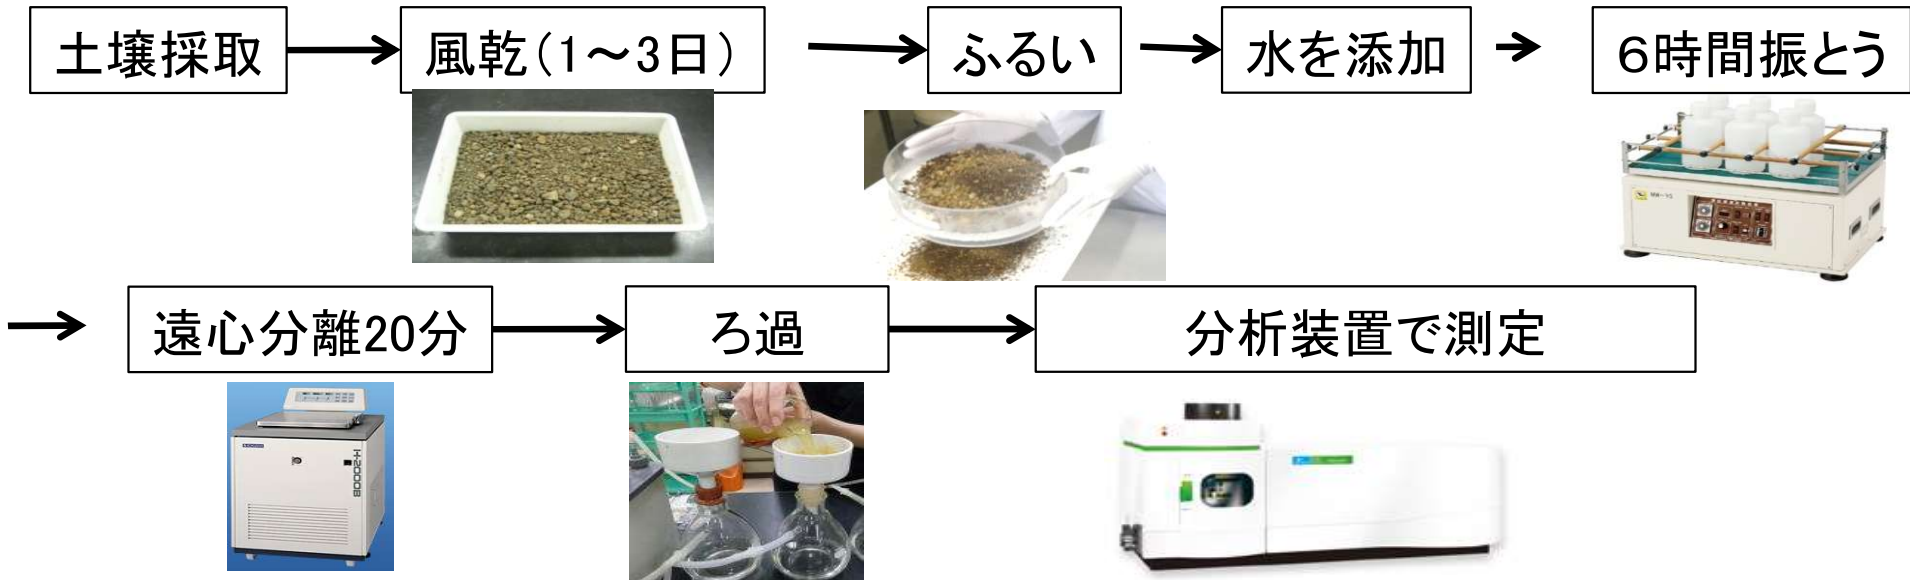 土壌採取
風乾(1～3日)
ふるい
水を添加
６時間振とう
遠心分離20分
ろ過
分析装置で測定
H-2000B